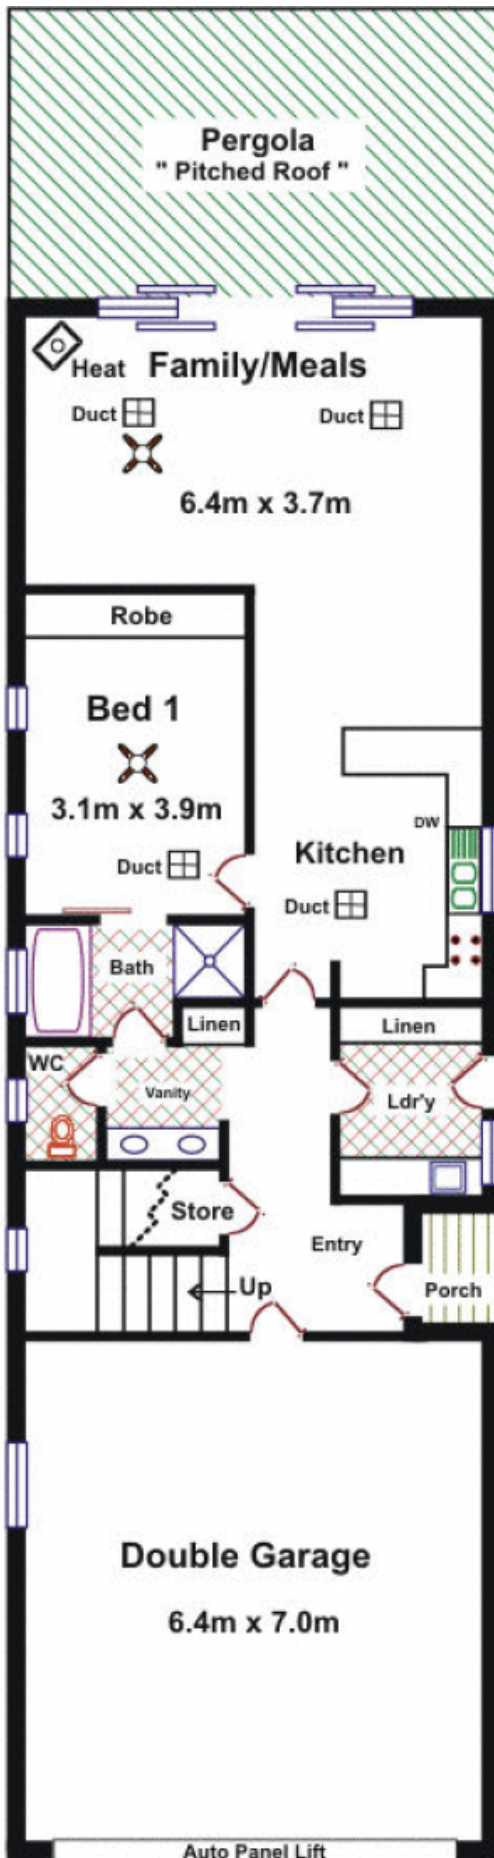 Pergola
" Pitched Roof "
Heat
Family/Meals
Duct
Duct
6.4m x 3.7m
Robe
Bed 1
3.1m x 3.9m
DW
Kitchen
Duct
Duct
Bath
Linen
Linen
WC
Vanity
Ldr'y
Store
Entry
Up
Porch
Double Garage
6.4m x 7.0m
Auto Panel Lift